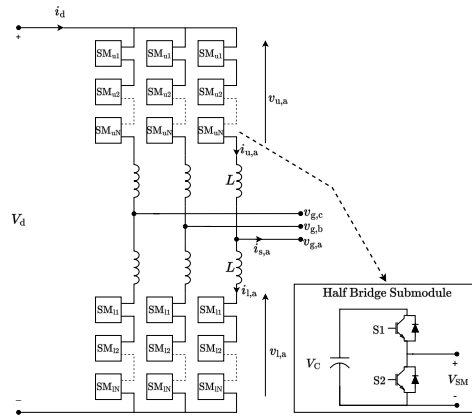 i_d
+
SM_u1 SM_u1 SM_u1
SM_u2 SM_u2 SM_u2
v_u,a
SM_uN SM_uN SM_uN
i_u,a
L
V_d
v_g,c
v_g,b
v_g,a
i_s,a
L
i_l,a
SM_l1 SM_l1 SM_l1
SM_l2 SM_l2 SM_l2
v_l,a
SM_lN SM_lN SM_lN
−
Half Bridge Submodule
S1
V_C
+
V_SM
S2
-